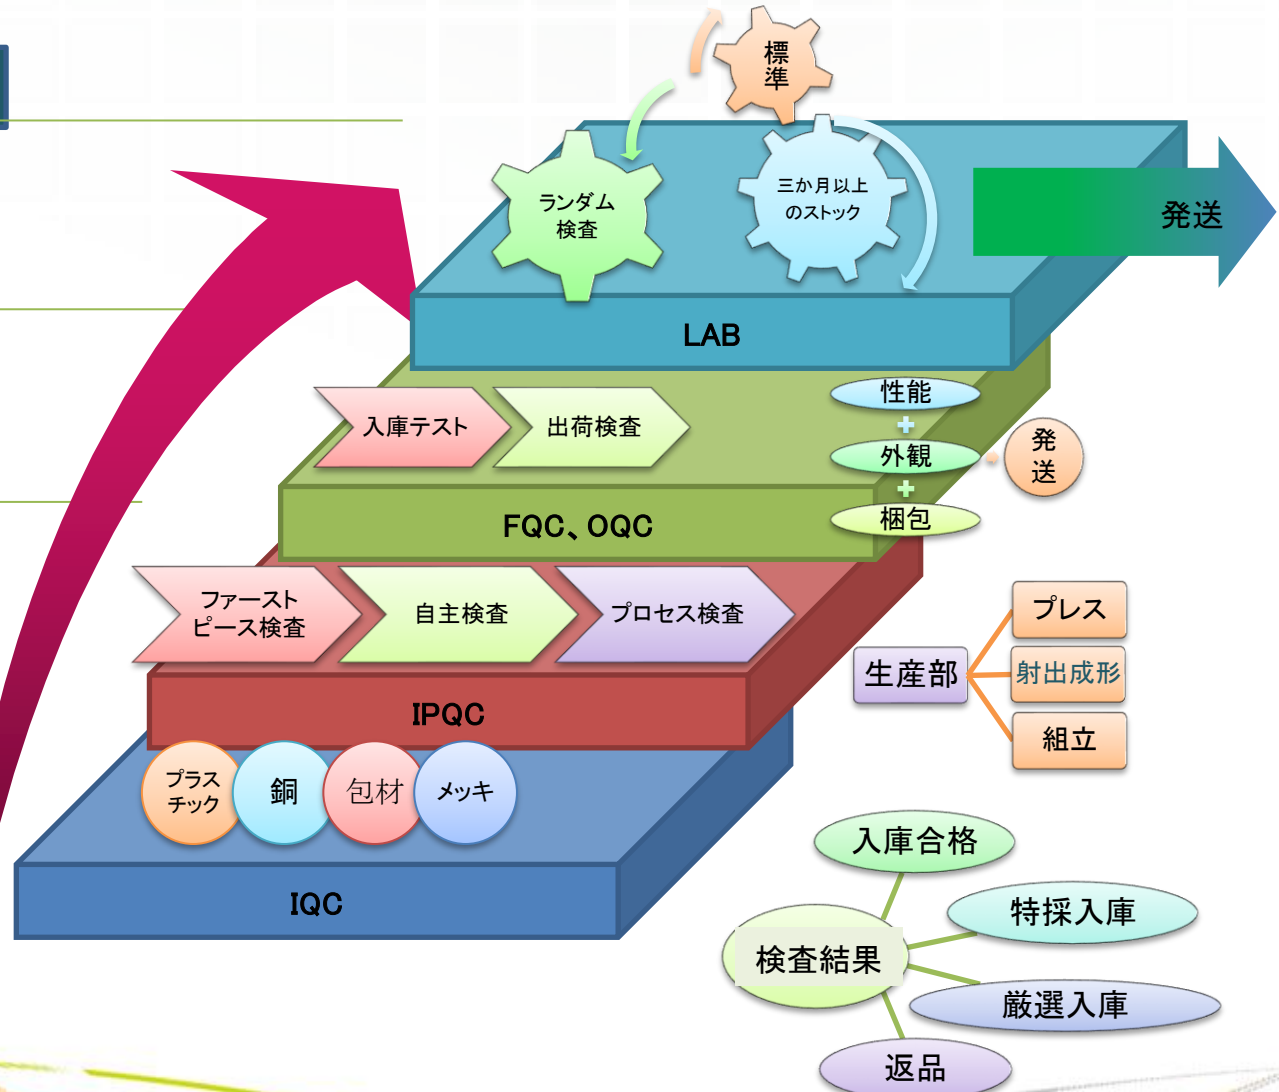 標
準
ランダム
検査
三か月以上
のストック
発送
LAB
入庫テスト
出荷検査
性能
外観
梱包
発
送
FQC、OQC
ファースト
ピース検査
自主検査
プロセス検査
IPQC
生産部
プレス
射出成形
組立
プラス
チック
銅
包材
メッキ
IQC
検査結果
入庫合格
特採入庫
厳選入庫
返品